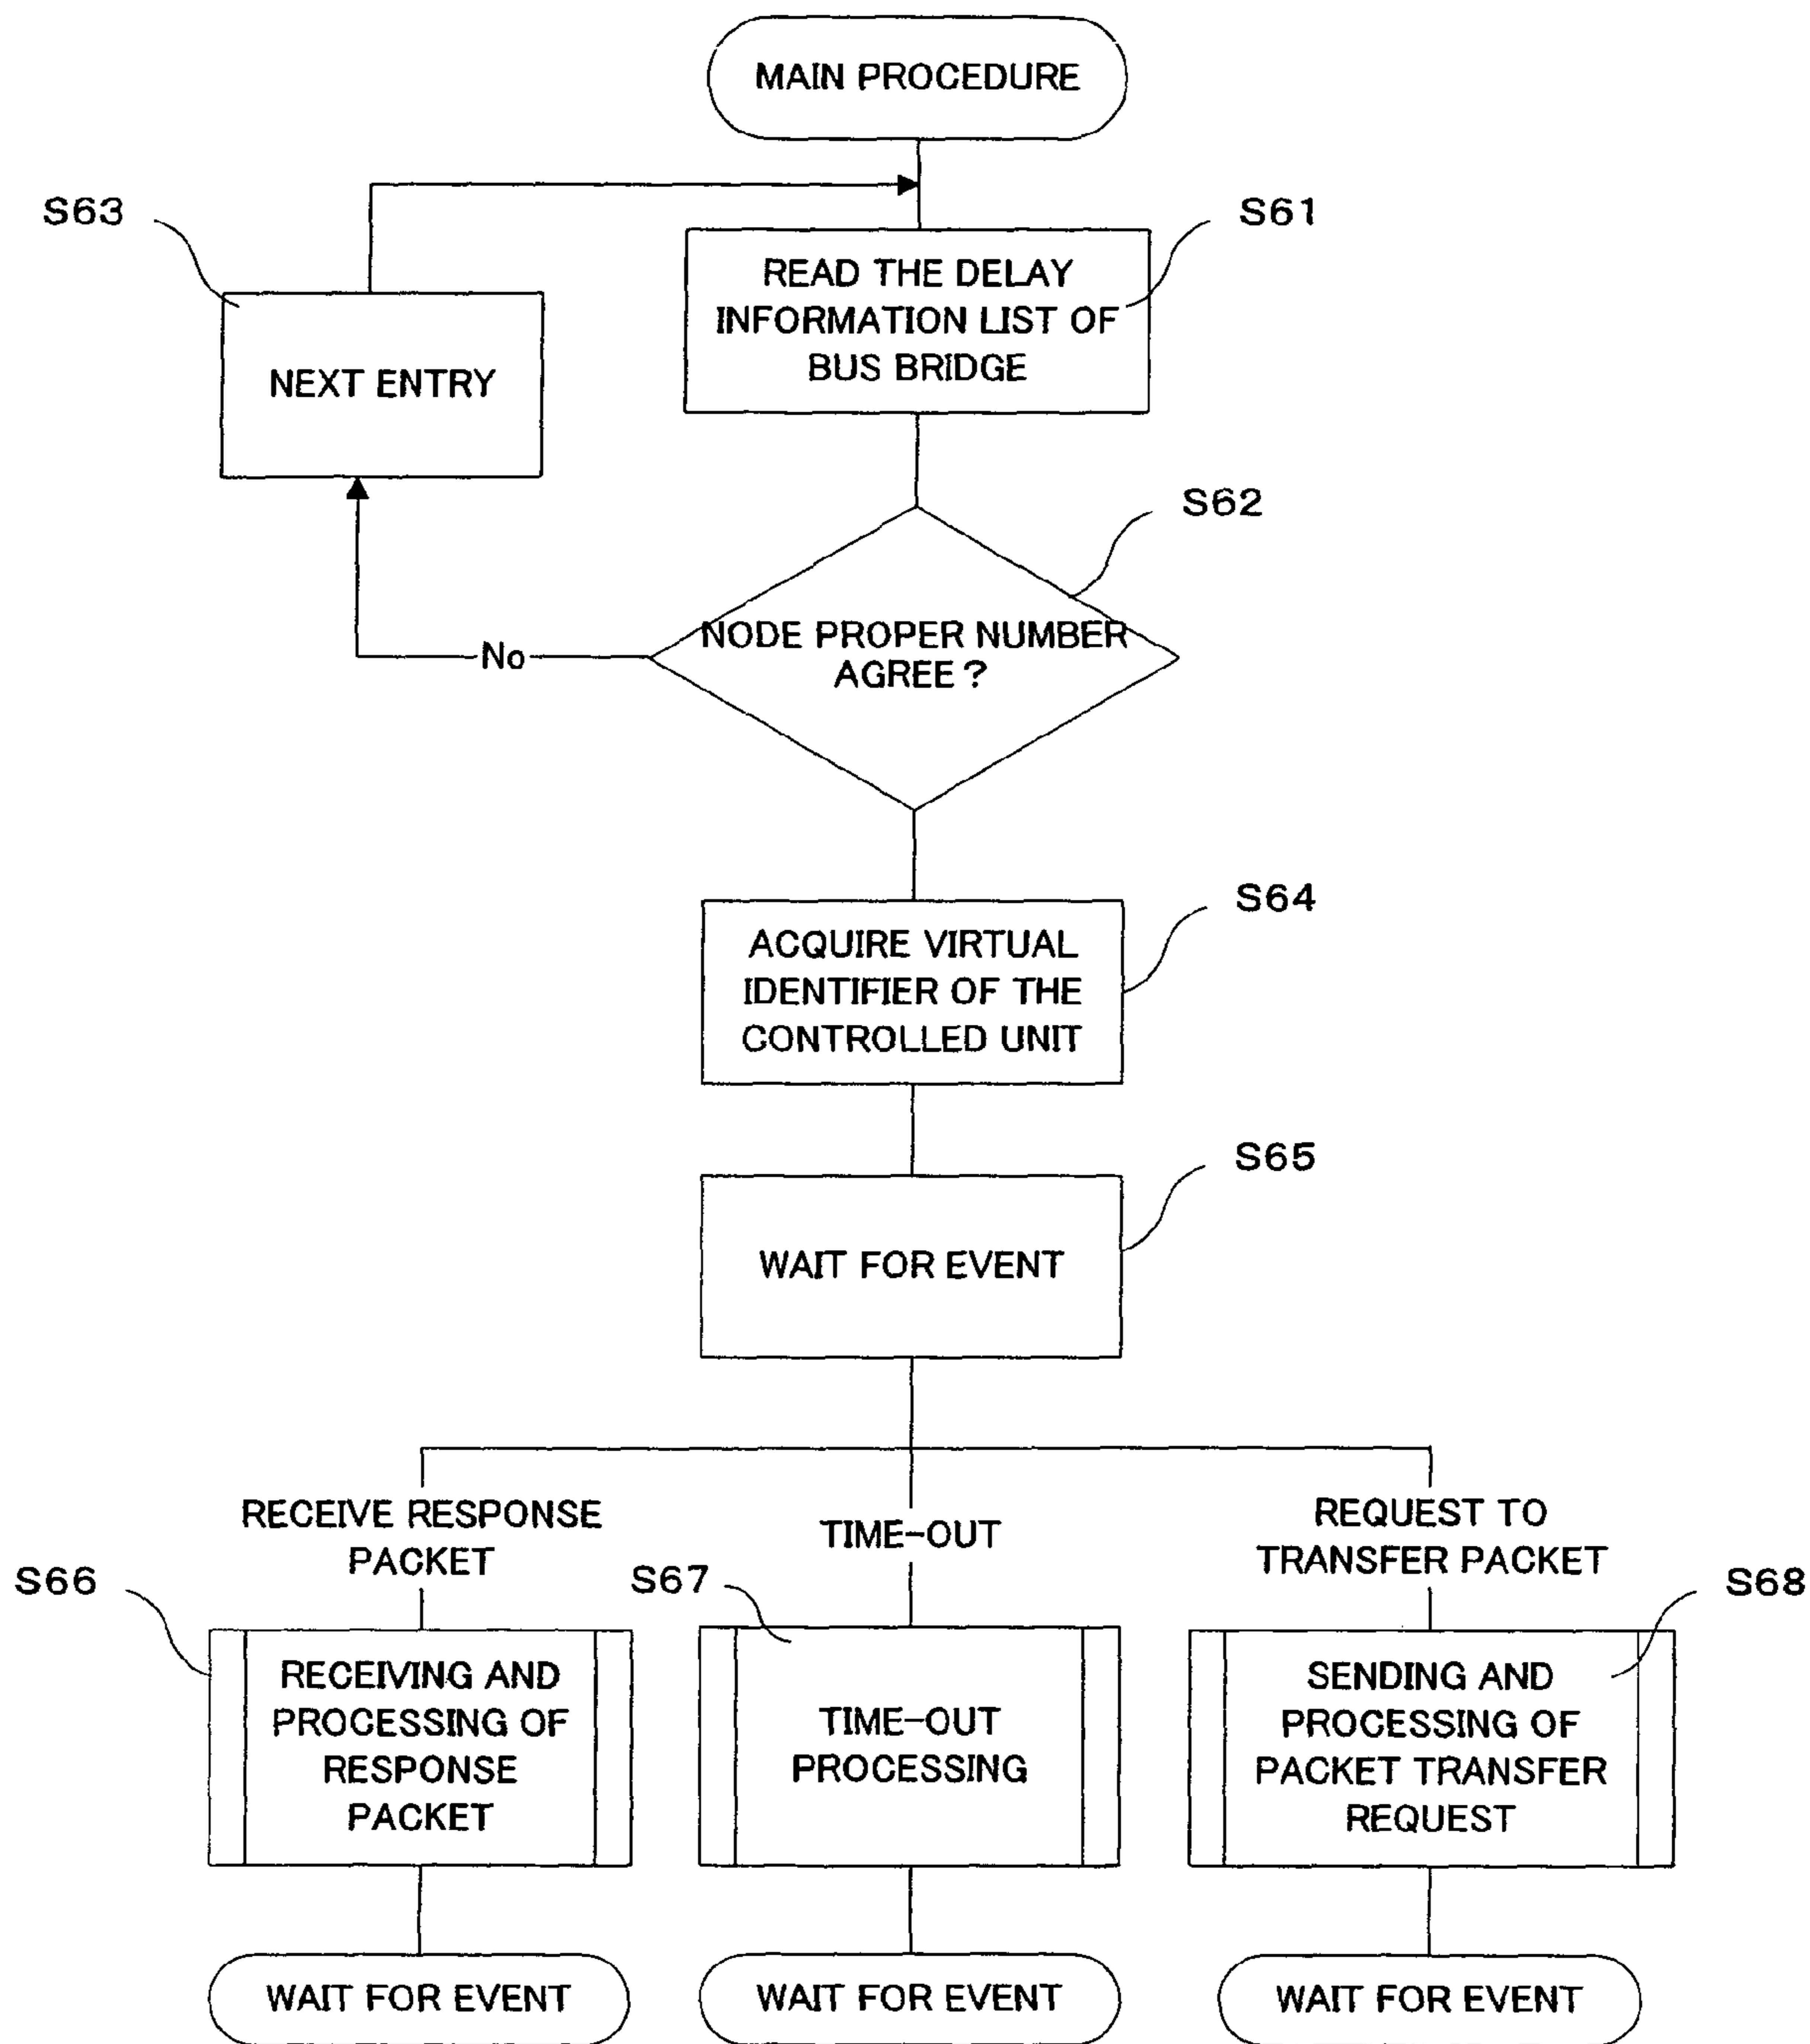 MAIN PROCEDURE
S63
S61
READ THE DELAY
INFORMATION LIST OF
BUS BRIDGE
NEXT ENTRY
S62
NODE PROPER NUMBER
AGREE?
No
S64
ACQUIRE VIRTUAL
IDENTIFIER OF THE
CONTROLLED UNIT
S65
WAIT FOR EVENT
RECEIVE RESPONSE
PACKET
TIME-OUT
REQUEST TO
TRANSFER PACKET
S66
S67
S68
RECEIVING AND
PROCESSING OF
RESPONSE
PACKET
TIME-OUT
PROCESSING
SENDING AND
PROCESSING OF
PACKET TRANSFER
REQUEST
WAIT FOR EVENT
WAIT FOR EVENT
WAIT FOR EVENT